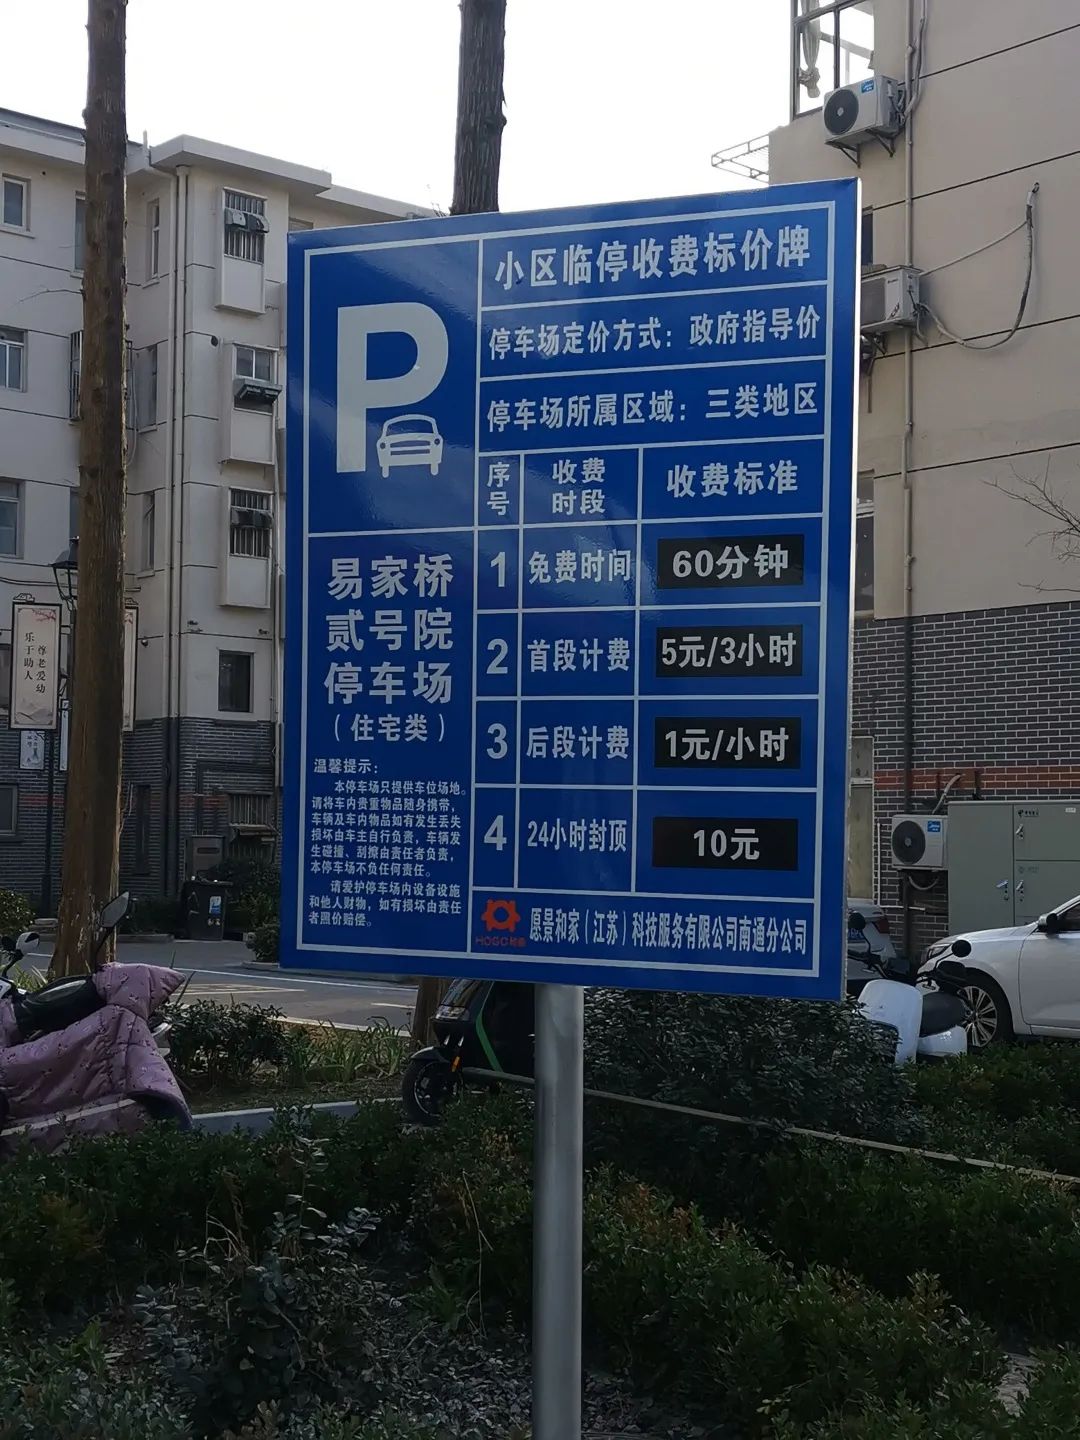 小区临停收费标价牌
停车场定价方式：政府指导价
停车场所属区域：三类地区
P
序号
收费时段
收费标准
1 免费时间 60分钟
2 首段计费 5元/3小时
3 后段计费 1元/小时
4 24小时封顶 10元
易家桥
贰号院
停车场
（住宅类）
温馨提示：
本停车场只提供车位场地。
请将车内贵重物品随身携带，
车辆及车内物品如有发生丢失
损坏由车主自行负责，车辆发
生碰撞、刮擦由责任者负责，
本停车场不负任何责任。
请爱护停车场内设备设施
和他人财物，如有损坏由责任
者照价赔偿。
HOGO和家
愿景和家（江苏）科技服务有限公司南通分公司
尊老爱幼
乐于助人